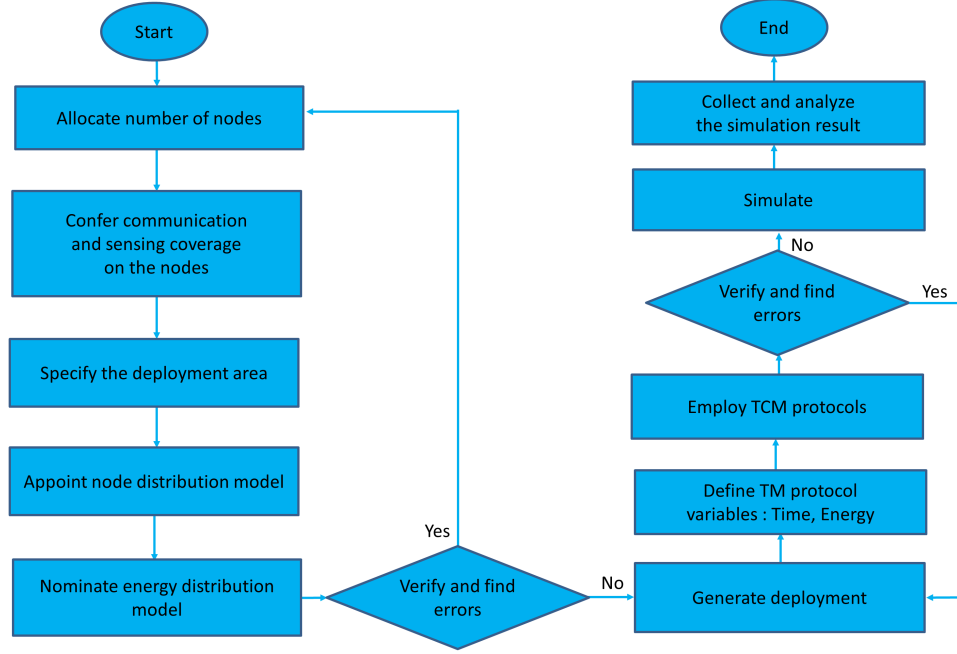 Start
Allocate number of nodes
Confer communication
and sensing coverage
on the nodes
Specify the deployment area
Appoint node distribution model
Nominate energy distribution
model
Yes
Verify and find
errors
No
End
Collect and analyze
the simulation result
Simulate
No
Verify and find
errors
Yes
Employ TCM protocols
Define TM protocol
variables : Time, Energy
Generate deployment